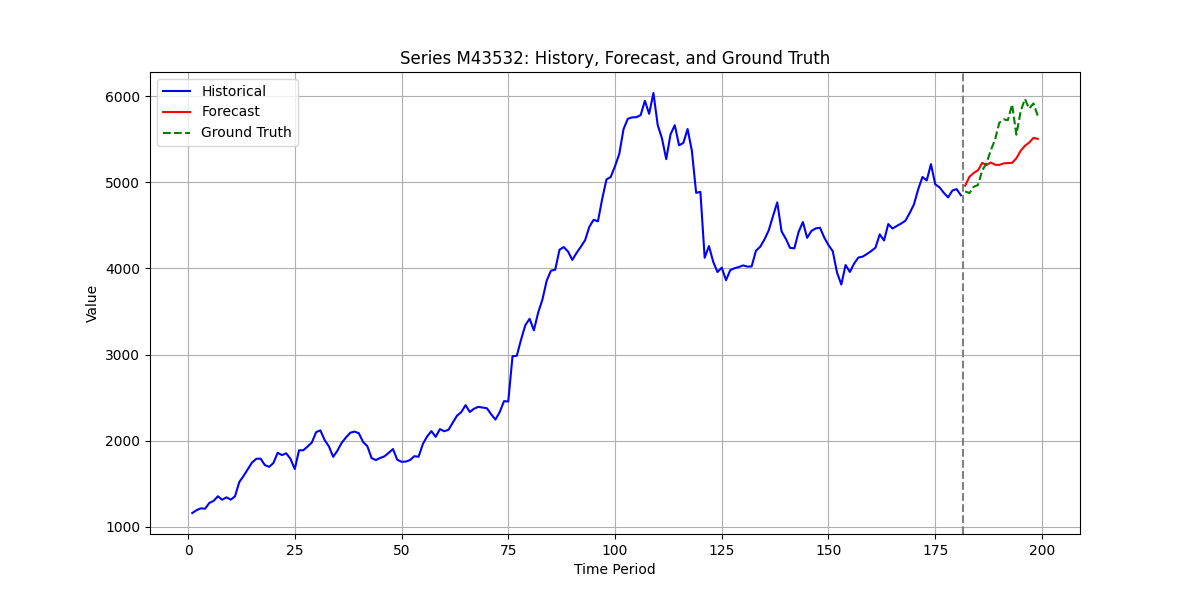 Series M43532: History, Forecast, and Ground Truth
Historical
Forecast
Ground Truth
6000
5000
4000
3000
2000
1000
Value
0
25
50
75
100
125
150
175
200
Time Period